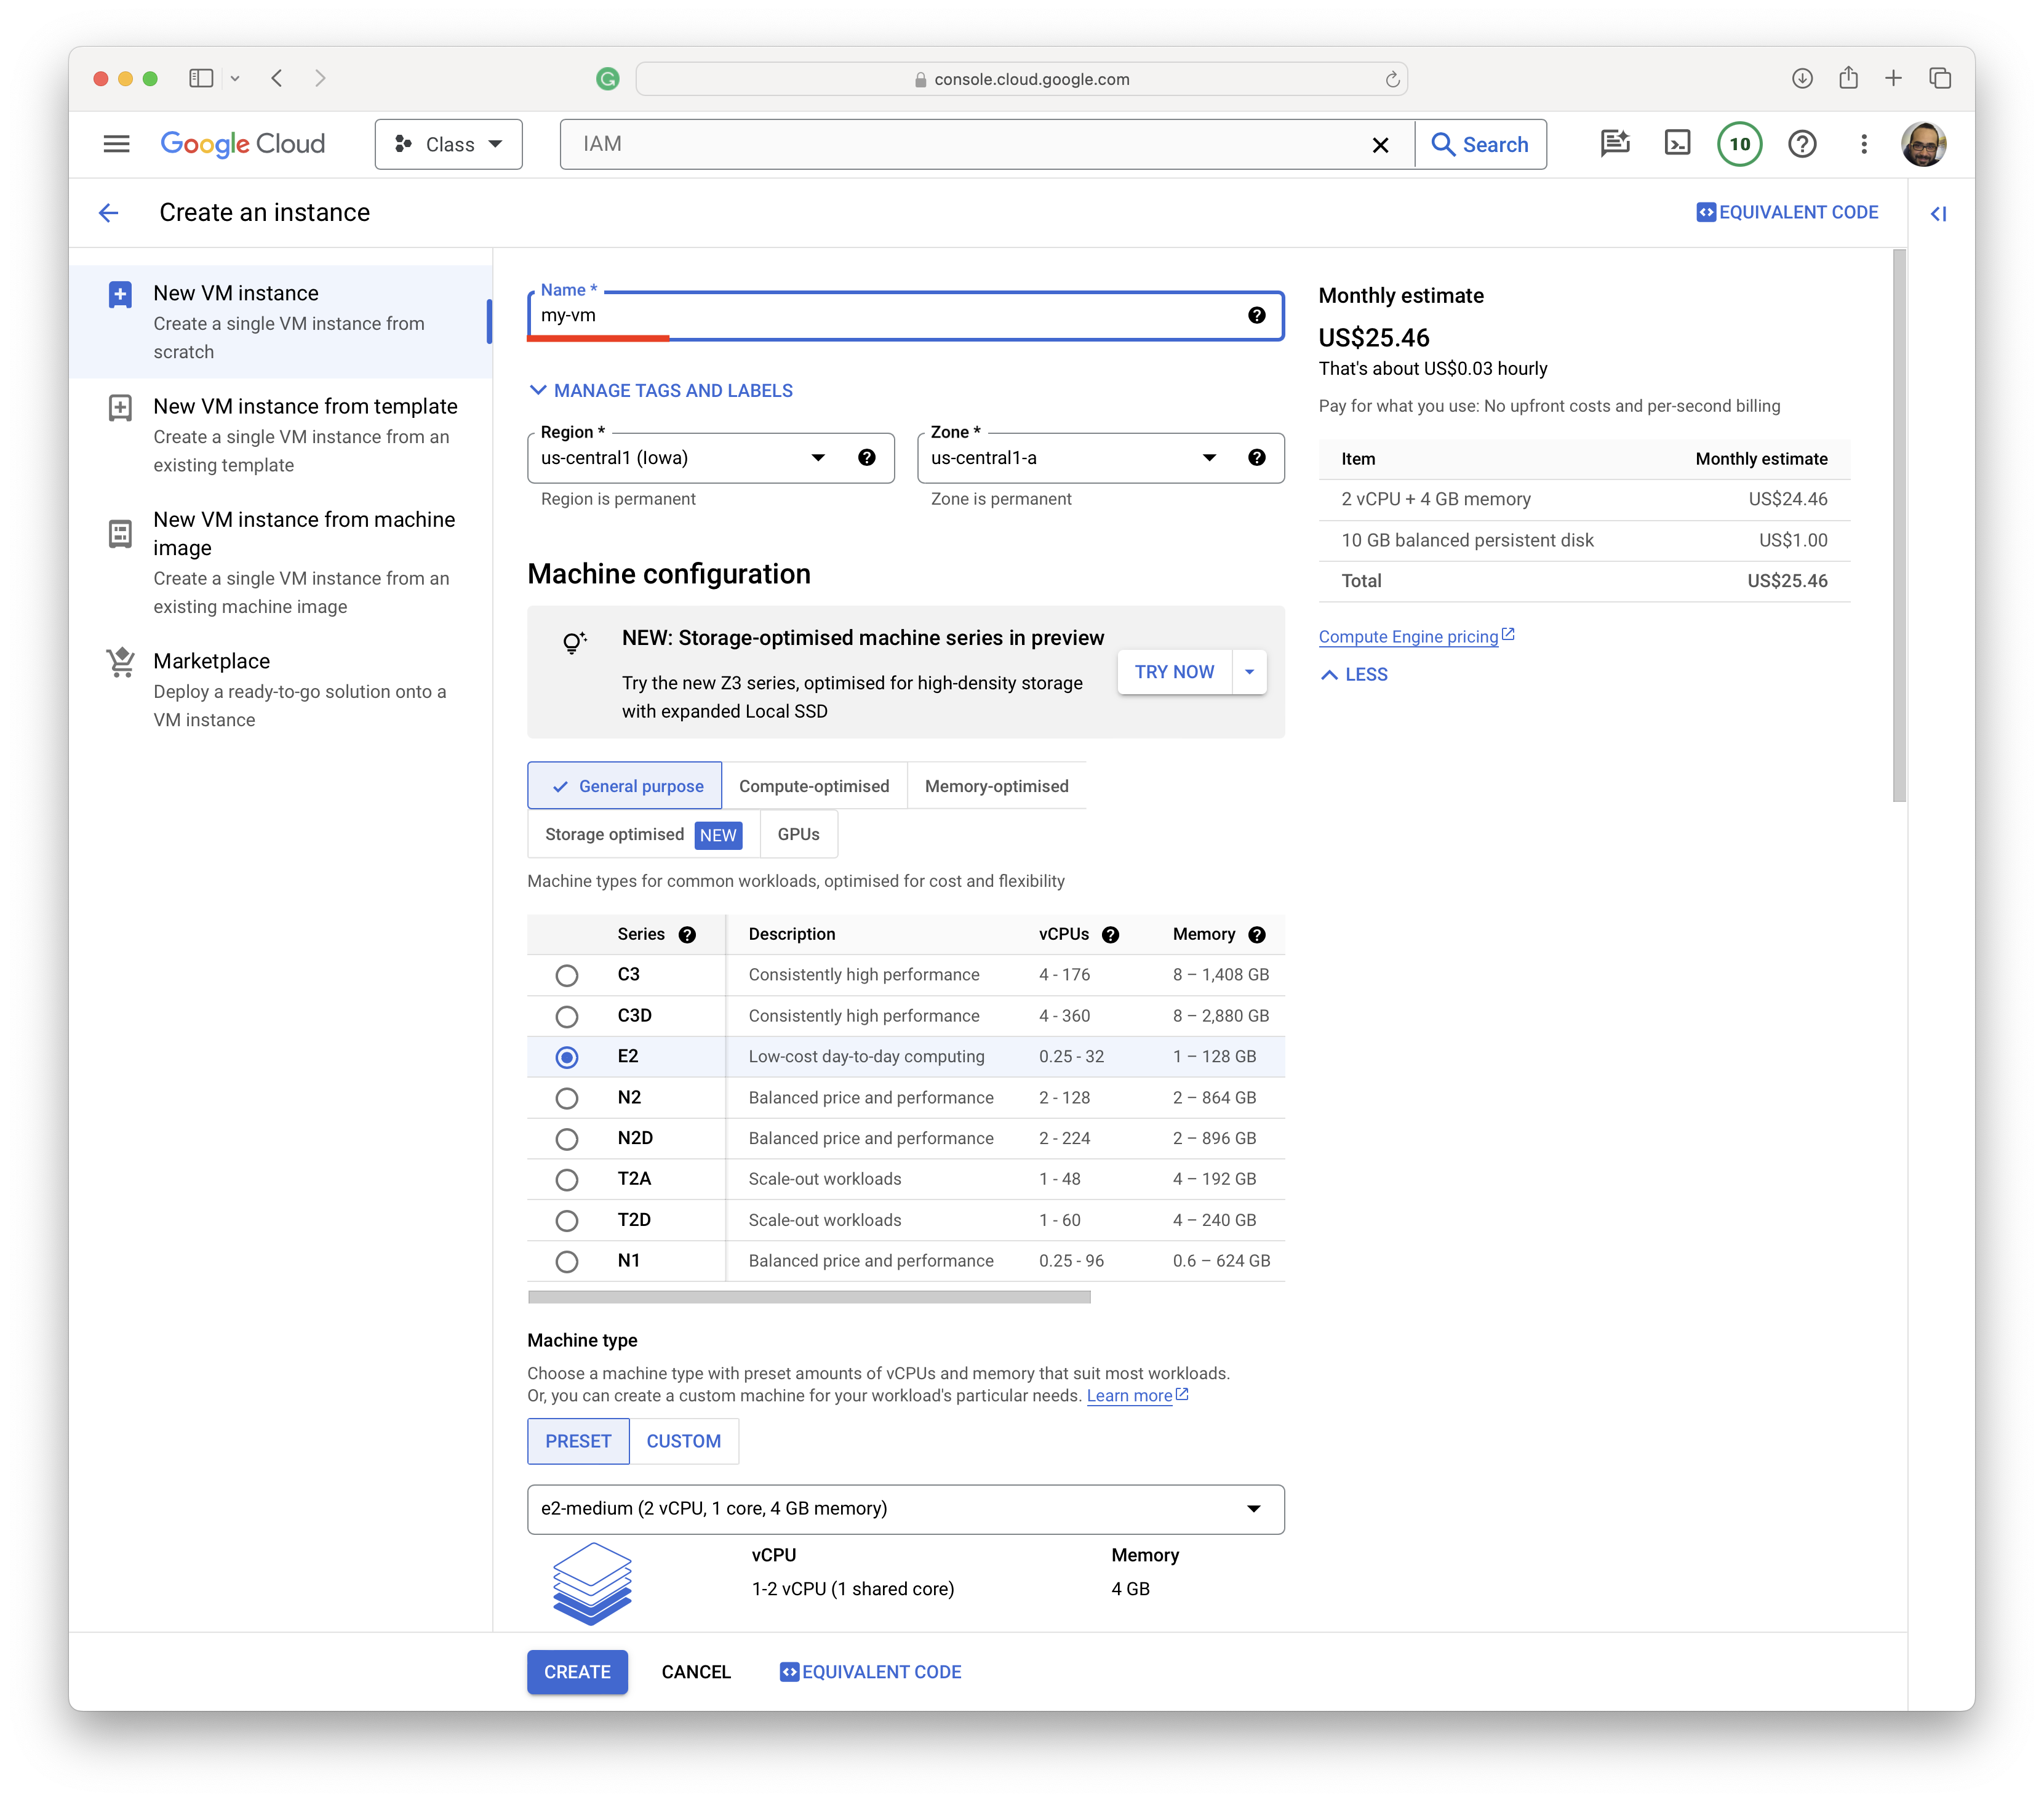 console.cloud.google.com
Google Cloud
Class
IAM
Search
10
Create an instance
EQUIVALENT CODE
New VM instance
Create a single VM instance from
scratch
New VM instance from template
Create a single VM instance from an
existing template
New VM instance from machine
image
Create a single VM instance from an
existing machine image
Marketplace
Deploy a ready-to-go solution onto a
VM instance
Name *
my-vm
MANAGE TAGS AND LABELS
Region *
us-central1 (Iowa)
Region is permanent
Zone *
us-central1-a
Zone is permanent
Machine configuration
NEW: Storage-optimised machine series in preview
Try the new Z3 series, optimised for high-density storage
with expanded Local SSD
TRY NOW
General purpose
Compute-optimised
Memory-optimised
Storage optimised NEW
GPUs
Machine types for common workloads, optimised for cost and flexibility
Series Description vCPUs Memory
C3 Consistently high performance 4 - 176 8 – 1,408 GB
C3D Consistently high performance 4 - 360 8 – 2,880 GB
E2 Low-cost day-to-day computing 0.25 - 32 1 – 128 GB
N2 Balanced price and performance 2 - 128 2 – 864 GB
N2D Balanced price and performance 2 - 224 2 – 896 GB
T2A Scale-out workloads 1 - 48 4 – 192 GB
T2D Scale-out workloads 1 - 60 4 – 240 GB
N1 Balanced price and performance 0.25 - 96 0.6 – 624 GB
Machine type
Choose a machine type with preset amounts of vCPUs and memory that suit most workloads.
Or, you can create a custom machine for your workload's particular needs. Learn more
PRESET
CUSTOM
e2-medium (2 vCPU, 1 core, 4 GB memory)
vCPU
1-2 vCPU (1 shared core)
Memory
4 GB
Monthly estimate
US$25.46
That's about US$0.03 hourly
Pay for what you use: No upfront costs and per-second billing
Item Monthly estimate
2 vCPU + 4 GB memory US$24.46
10 GB balanced persistent disk US$1.00
Total US$25.46
Compute Engine pricing
LESS
CREATE
CANCEL
EQUIVALENT CODE